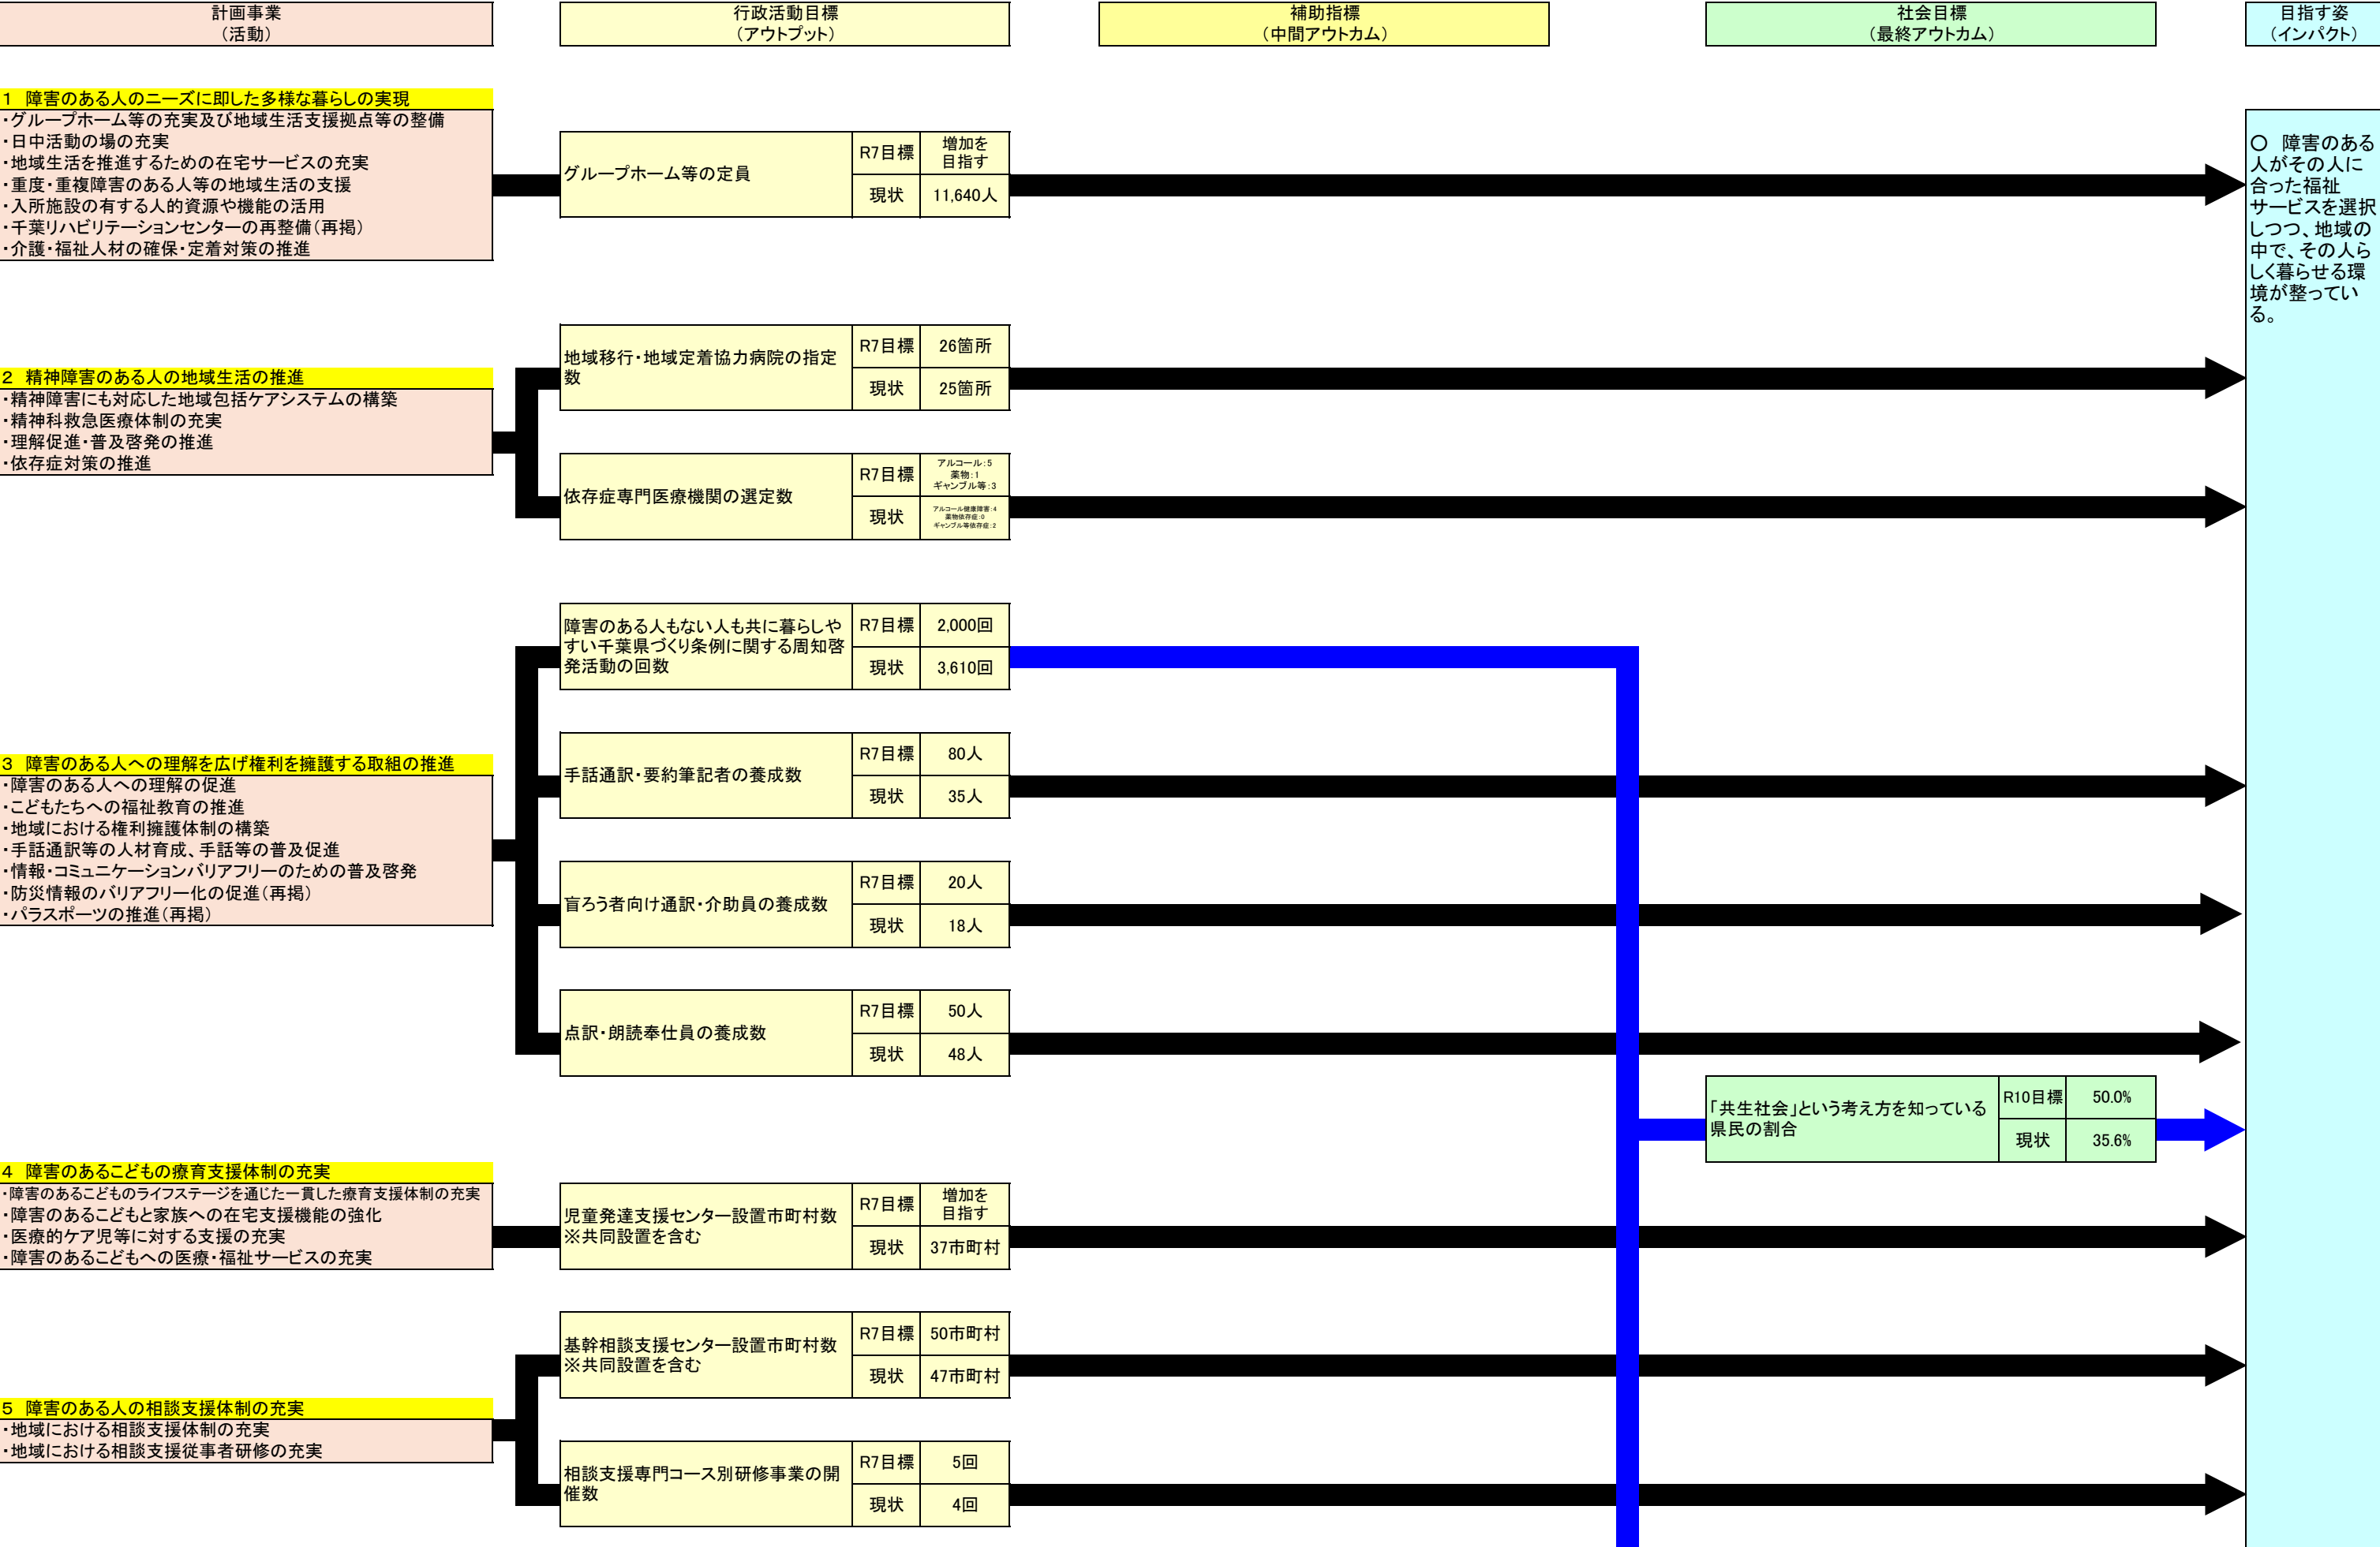 計画事業
（活動）
行政活動目標
（アウトプット）
補助指標
（中間アウトカム）
社会目標
（最終アウトカム）
目指す姿
（インパクト）
1 障害のある人のニーズに即した多様な暮らしの実現
・グループホーム等の充実及び地域生活支援拠点等の整備
・日中活動の場の充実
・地域生活を推進するための在宅サービスの充実
・重度・重複障害のある人等の地域生活の支援
・入所施設の有する人的資源や機能の活用
・千葉リハビリテーションセンターの再整備（再掲）
・介護・福祉人材の確保・定着対策の推進
グループホーム等の定員
R7目標
増加を
目指す
現状
11,640人
〇 障害のある
人がその人に
合った福祉
サービスを選択
しつつ、地域の
中で、その人ら
しく暮らせる環
境が整ってい
る。
2 精神障害のある人の地域生活の推進
・精神障害にも対応した地域包括ケアシステムの構築
・精神科救急医療体制の充実
・理解促進・普及啓発の推進
・依存症対策の推進
地域移行・地域定着協力病院の指定
数
R7目標
26箇所
現状
25箇所
依存症専門医療機関の選定数
R7目標
アルコール：5
薬物：1
ギャンブル等：3
現状
アルコール健康障害：4
薬物依存症：0
ギャンブル等依存症：2
3 障害のある人への理解を広げ権利を擁護する取組の推進
・障害のある人への理解の促進
・こどもたちへの福祉教育の推進
・地域における権利擁護体制の構築
・手話通訳等の人材育成、手話等の普及促進
・情報・コミュニケーションバリアフリーのための普及啓発
・防災情報のバリアフリー化の促進（再掲）
・パラスポーツの推進（再掲）
障害のある人もない人も共に暮らしや
すい千葉県づくり条例に関する周知啓
発活動の回数
R7目標
2,000回
現状
3,610回
手話通訳・要約筆記者の養成数
R7目標
80人
現状
35人
盲ろう者向け通訳・介助員の養成数
R7目標
20人
現状
18人
点訳・朗読奉仕員の養成数
R7目標
50人
現状
48人
「共生社会」という考え方を知っている
県民の割合
R10目標
50.0%
現状
35.6%
4 障害のあるこどもの療育支援体制の充実
・障害のあるこどものライフステージを通じた一貫した療育支援体制の充実
・障害のあるこどもと家族への在宅支援機能の強化
・医療的ケア児等に対する支援の充実
・障害のあるこどもへの医療・福祉サービスの充実
児童発達支援センター設置市町村数
※共同設置を含む
R7目標
増加を
目指す
現状
37市町村
5 障害のある人の相談支援体制の充実
・地域における相談支援体制の充実
・地域における相談支援従事者研修の充実
基幹相談支援センター設置市町村数
※共同設置を含む
R7目標
50市町村
現状
47市町村
相談支援専門コース別研修事業の開
催数
R7目標
5回
現状
4回